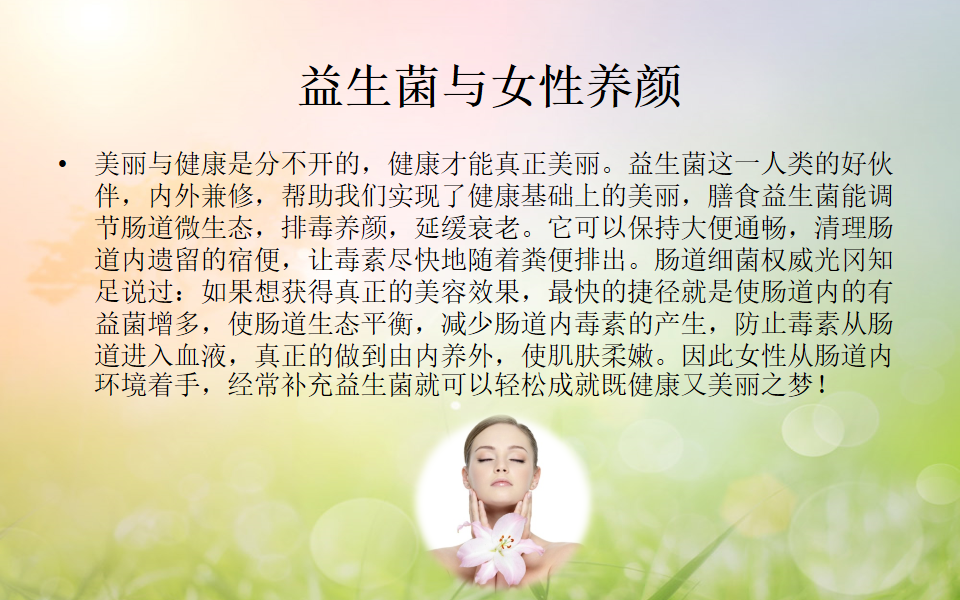 益生菌与女性养颜
• 美丽与健康是分不开的，健康才能真正美丽。益生菌这一人类的好伙
伴，内外兼修，帮助我们实现了健康基础上的美丽，膳食益生菌能调
节肠道微生态，排毒养颜，延缓衰老。它可以保持大便通畅，清理肠
道内遗留的宿便，让毒素尽快地随着粪便排出。肠道细菌权威光冈知
足说过：如果想获得真正的美容效果，最快的捷径就是使肠道内的有
益菌增多，使肠道生态平衡，减少肠道内毒素的产生，防止毒素从肠
道进入血液，真正的做到由内养外，使肌肤柔嫩。因此女性从肠道内
环境着手，经常补充益生菌就可以轻松成就既健康又美丽之梦！